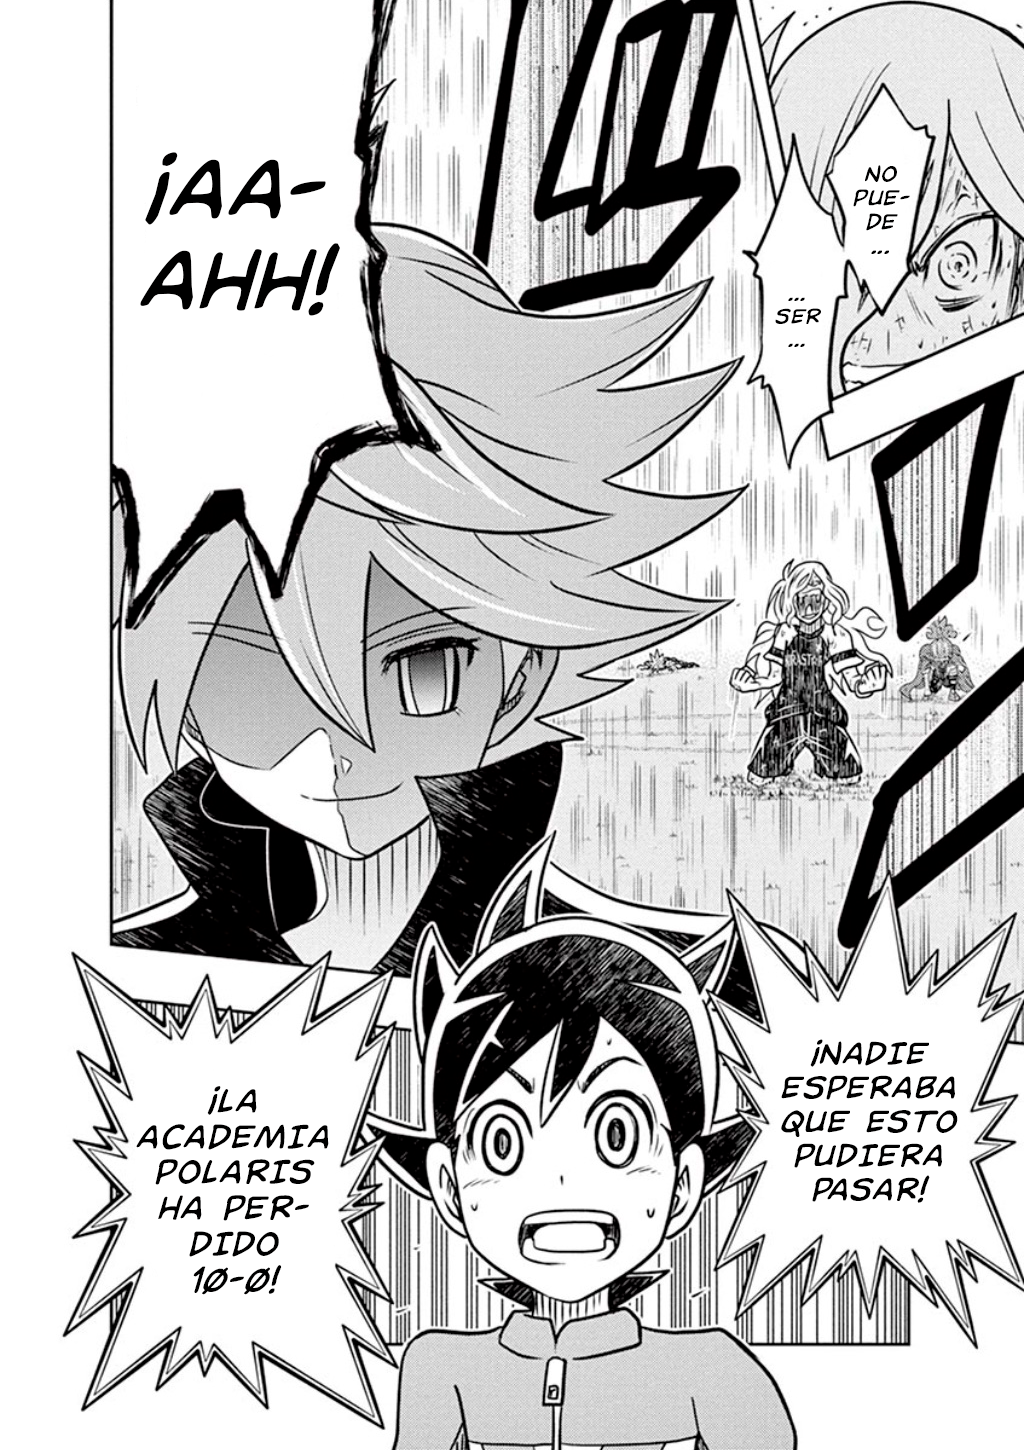 NO
PUE-
DE
...
...
SER
...
¡AA-
AHH!
¡NADIE
ESPERABA
QUE ESTO
PUDIERA
PASAR!
¡LA
ACADEMIA
POLARIS
HA PER-
DIDO
10-0!